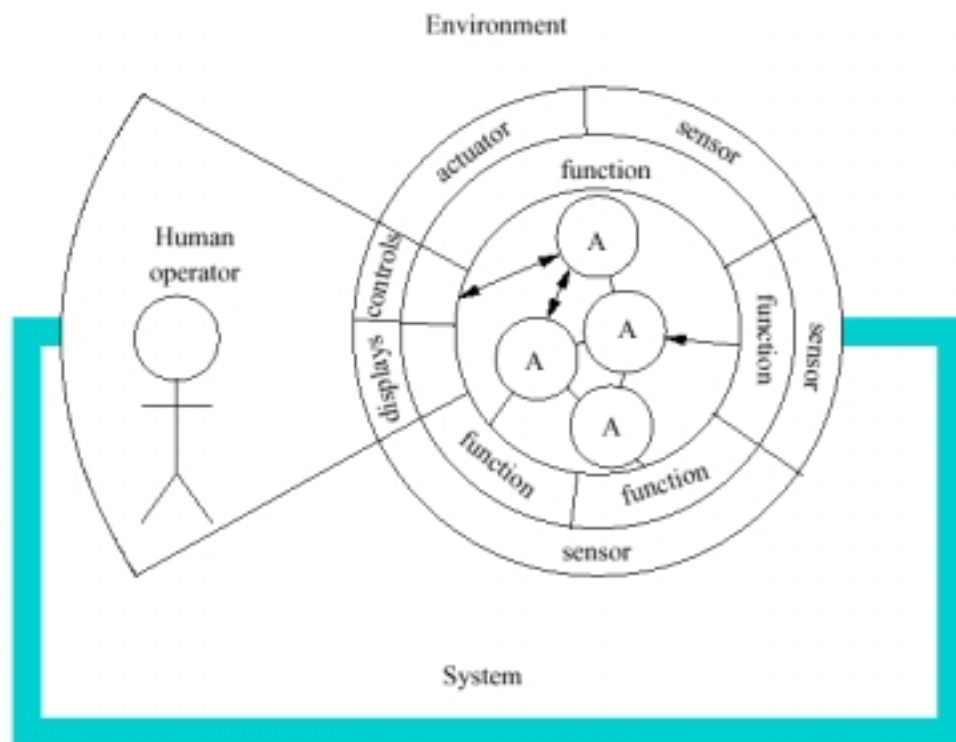 Environment
actuator
sensor
function
Human
operator
controls
A
function
sensor
A
A
displays
A
function
function
sensor
System